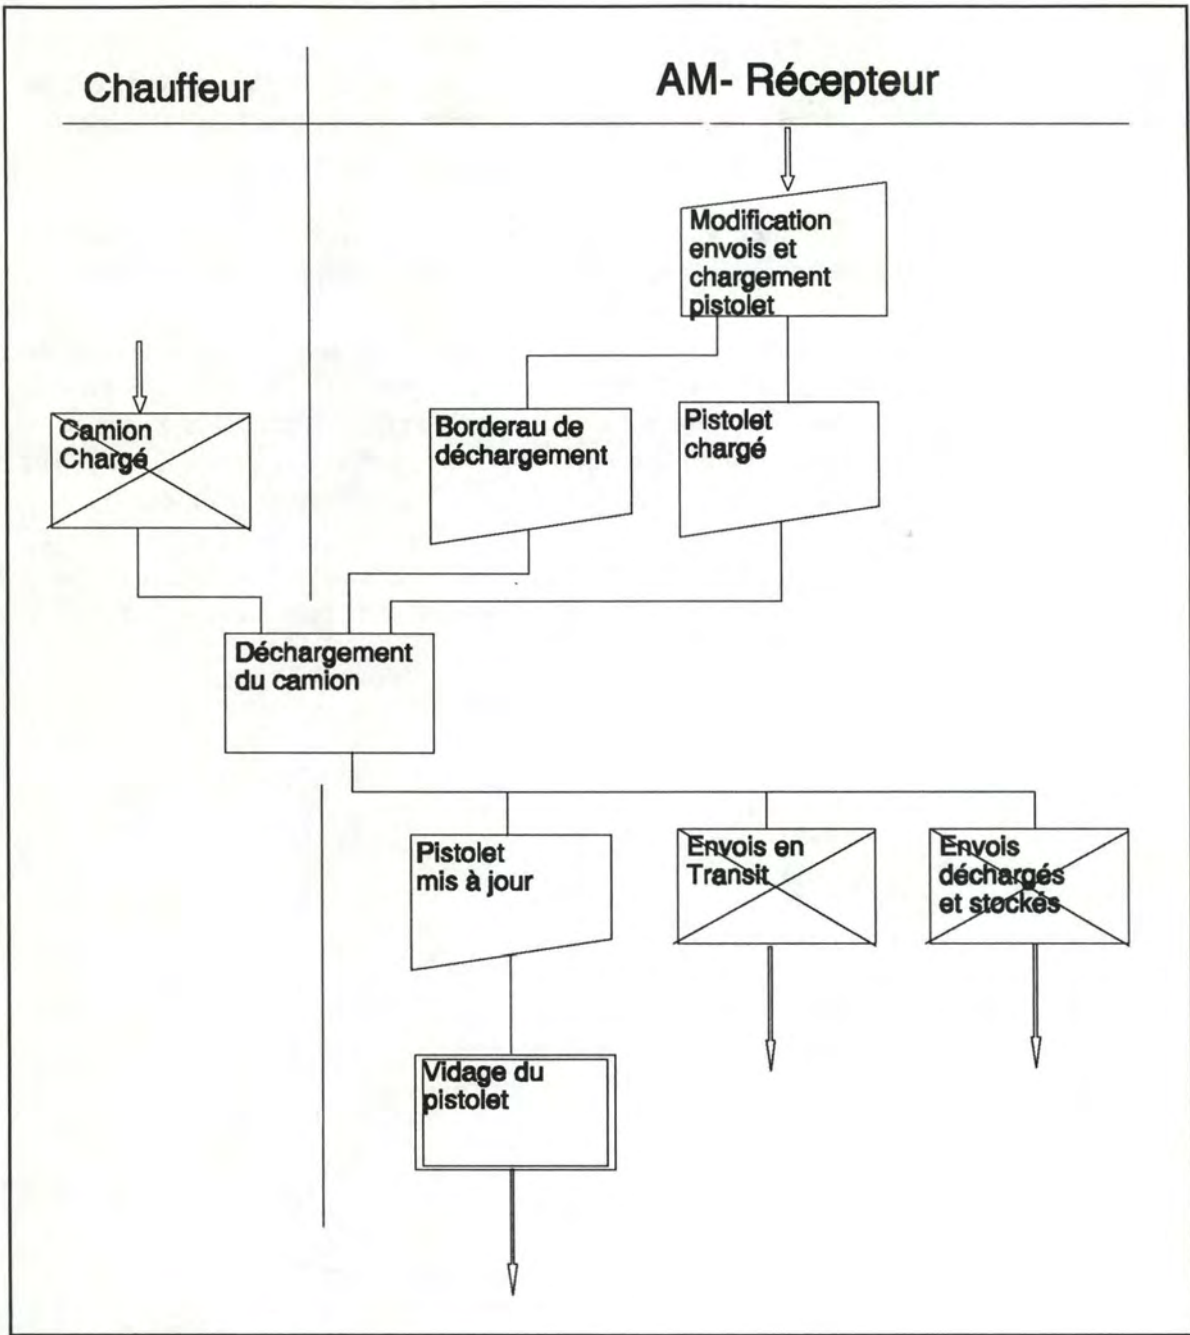 Chauffeur
AM- Récepteur
Modification
envois et
chargement
pistolet
Camion
Chargé
Borderau de
déchargement
Pistolet
chargé
Déchargement
du camion
Pistolet
mis à jour
Envois en
Transit
Envois
déchargés
et stockés
Vidage du
pistolet